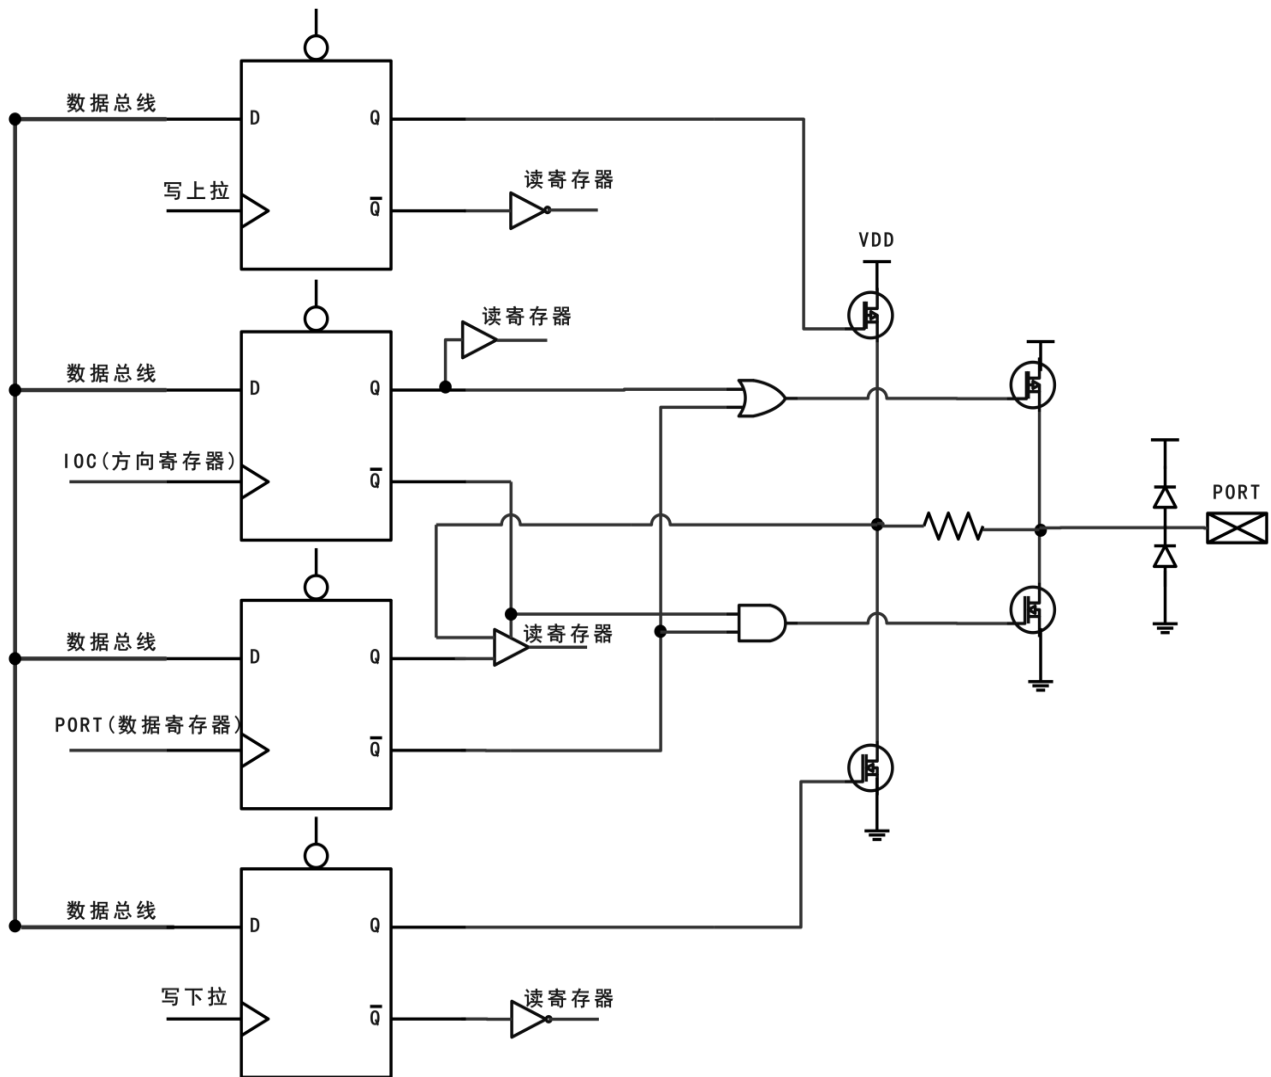 数据总线
D
Q
写上拉
Q
读寄存器
VDD
读寄存器
数据总线
D
Q
IOC(方向寄存器)
Q
PORT
读寄存器
数据总线
D
Q
PORT(数据寄存器)
Q
数据总线
D
Q
写下拉
Q
读寄存器